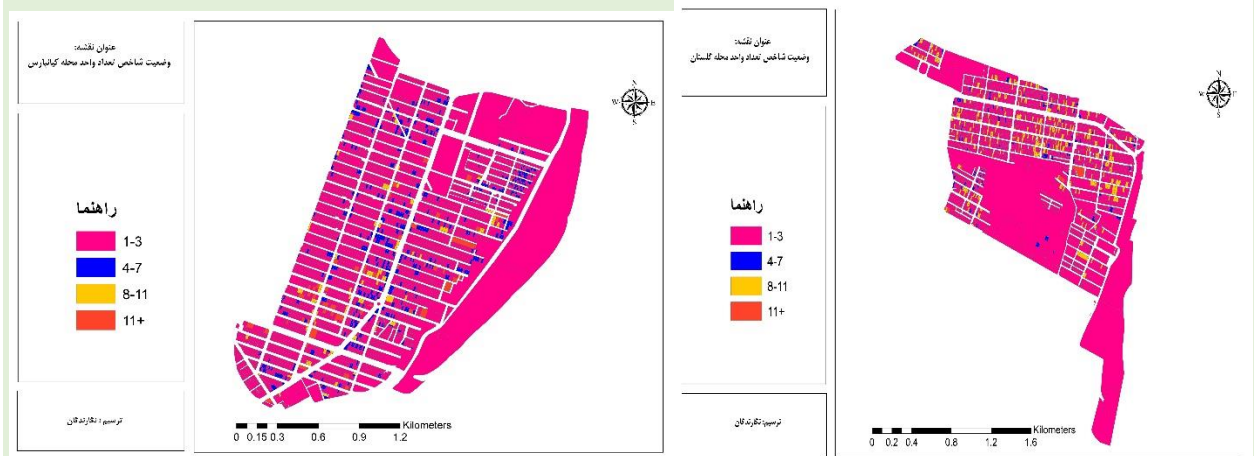 عنوان نقشه:
وضعیت شاخص تعداد واحد محله کیانپارس
راهنما
1-3
4-7
8-11
11+
ترسیم: نگارندگان
N
W E
S
Kilometers
0 0.15 0.3 0.6 0.9 1.2
عنوان نقشه:
وضعیت شاخص تعداد واحد محله گلستان
راهنما
1-3
4-7
8-11
11+
ترسیم: نگارندگان
N
W E
S
Kilometers
0 0.2 0.4 0.8 1.2 1.6